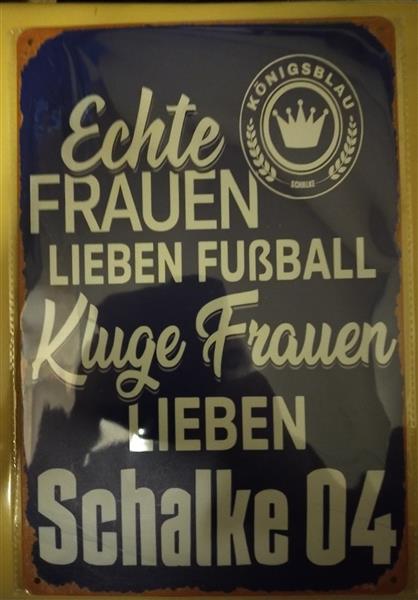 KÖNIGSBLAU
SCHALKE
Echte
FRAUEN
LIEBEN FUßBALL
Kluge Frauen
LIEBEN
Schalke 04